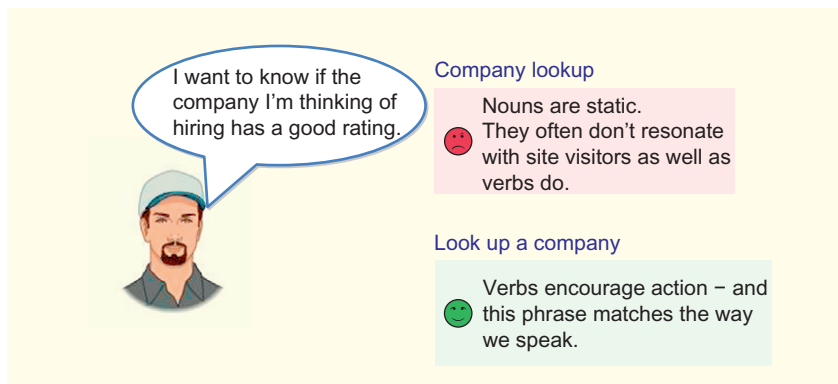 I want to know if the
company I’m thinking of
hiring has a good rating.
Company lookup
Nouns are static.
They often don’t resonate
with site visitors as well as
verbs do.
Look up a company
Verbs encourage action – and
this phrase matches the way
we speak.